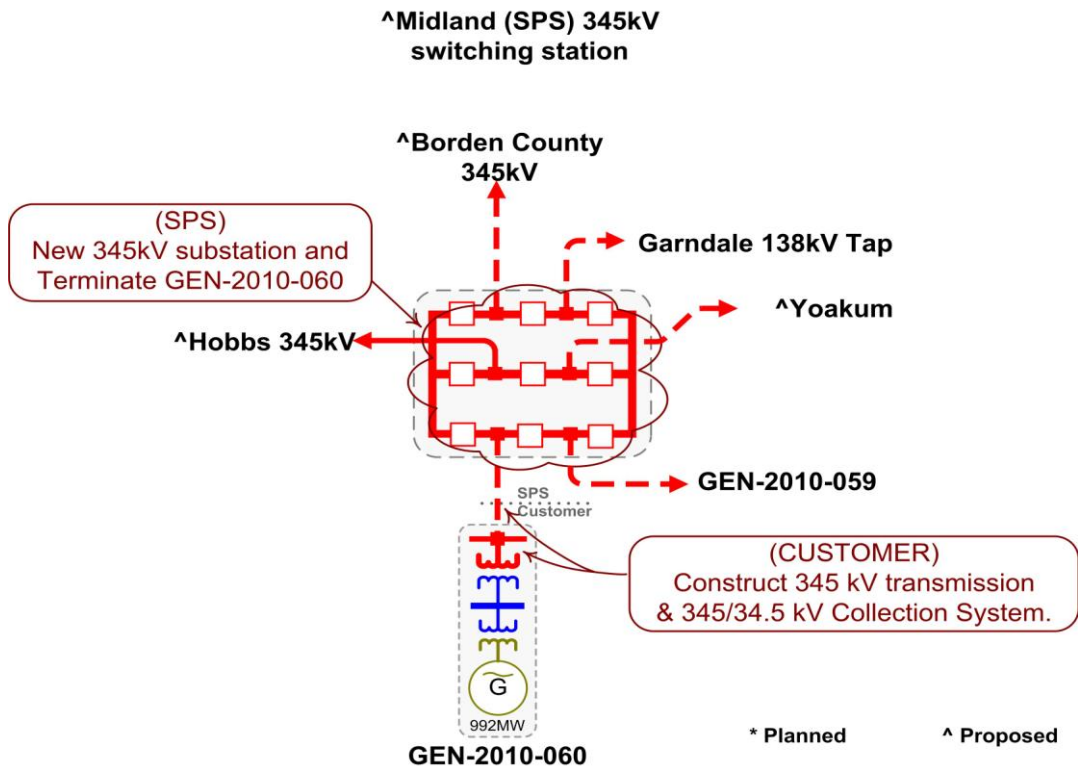 ^Midland (SPS) 345kV
switching station
^Borden County
345kV
(SPS)
New 345kV substation and
Terminate GEN-2010-060
Garndale 138kV Tap
^Yoakum
^Hobbs 345kV
GEN-2010-059
SPS
Customer
(CUSTOMER)
Construct 345 kV transmission
& 345/34.5 kV Collection System.
G
992MW
GEN-2010-060
* Planned ^ Proposed